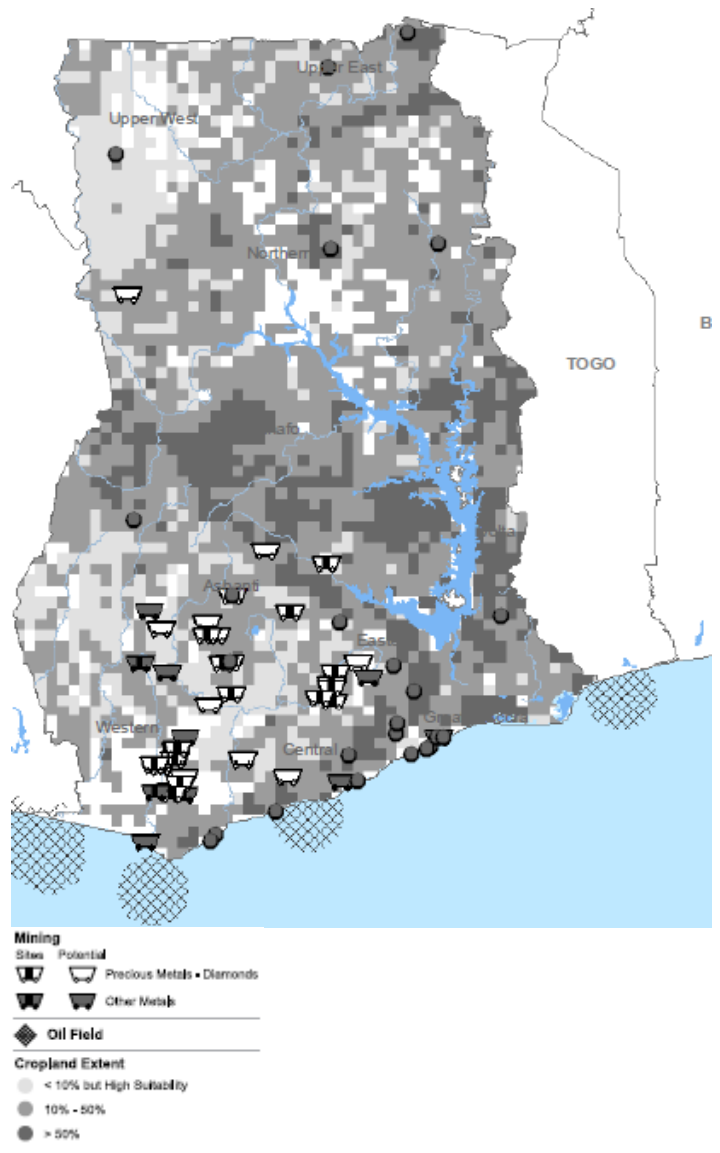 Upper East
Upper West
Northern
B
TOGO
Ashanti
Western
Central
Mining
Sites Potential
Precious Metals • Diamonds
Other Metals
Oil Field
Cropland Extent
< 10% but High Suitability
10% - 50%
> 50%